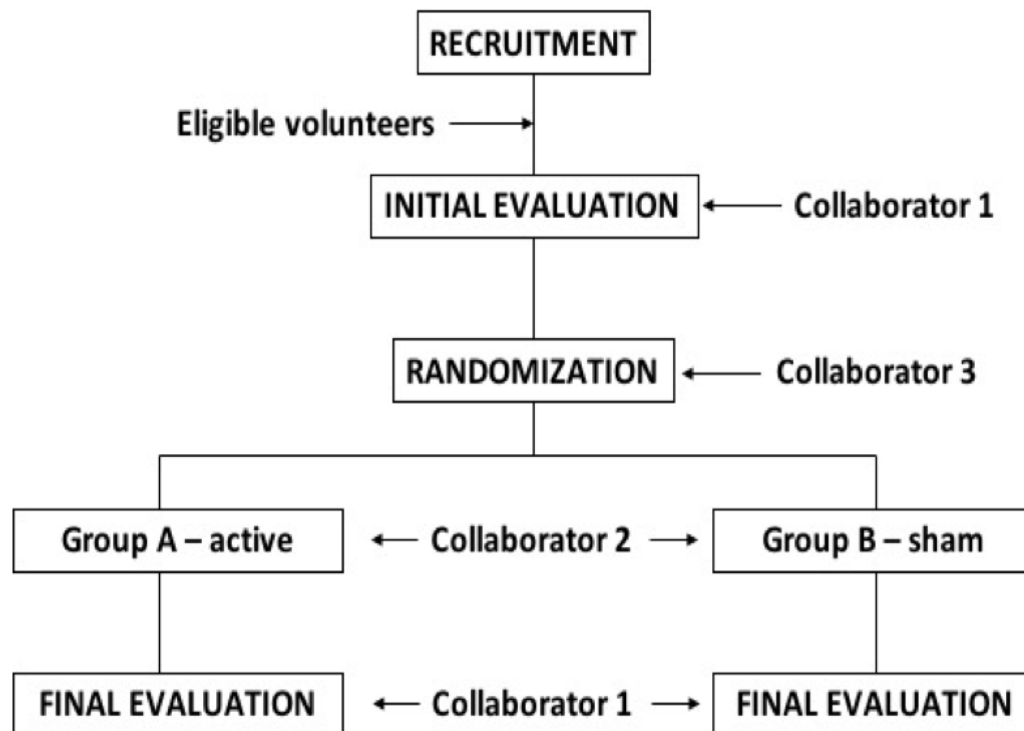 RECRUITMENT
Eligible volunteers
INITIAL EVALUATION
Collaborator 1
RANDOMIZATION
Collaborator 3
Group A – active
Collaborator 2
Group B – sham
FINAL EVALUATION
Collaborator 1
FINAL EVALUATION